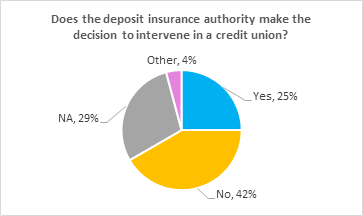 Does the deposit insurance authority make the
decision to intervene in a credit union?
Other, 4%
Yes, 25%
NA, 29%
No, 42%